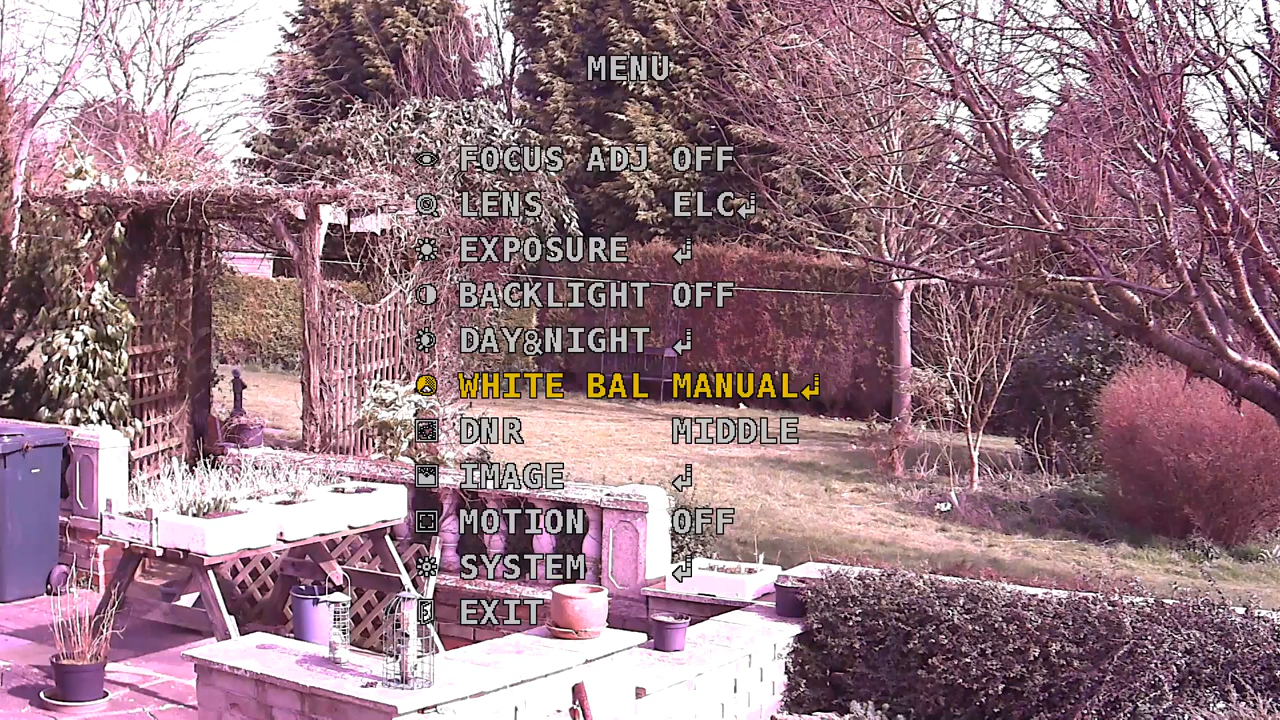 MENU
FOCUS ADJ OFF
LENS ELC↵
EXPOSURE ↵
BACKLIGHT OFF
DAY&NIGHT ↵
WHITE BAL MANUAL↵
DNR MIDDLE
IMAGE ↵
MOTION OFF
SYSTEM ↵
EXIT